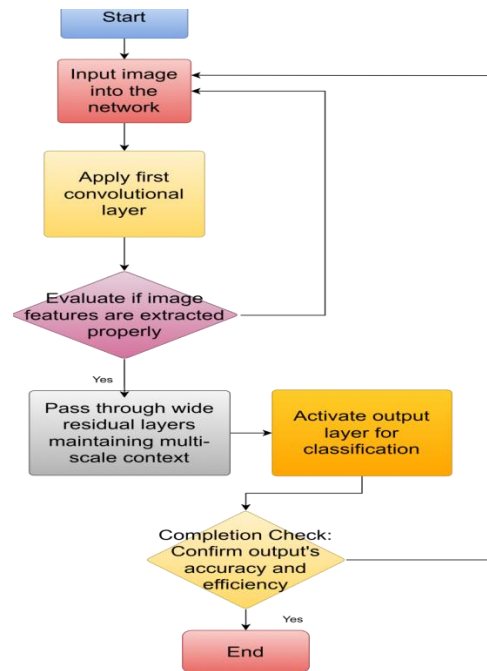 Start
Input image
into the
network
Apply first
convolutional
layer
Evaluate if image
features are extracted
properly
Yes
Pass through wide
residual layers
maintaining multi-
scale context
Activate output
layer for
classification
Completion Check:
Confirm output's
accuracy and
efficiency
Yes
End